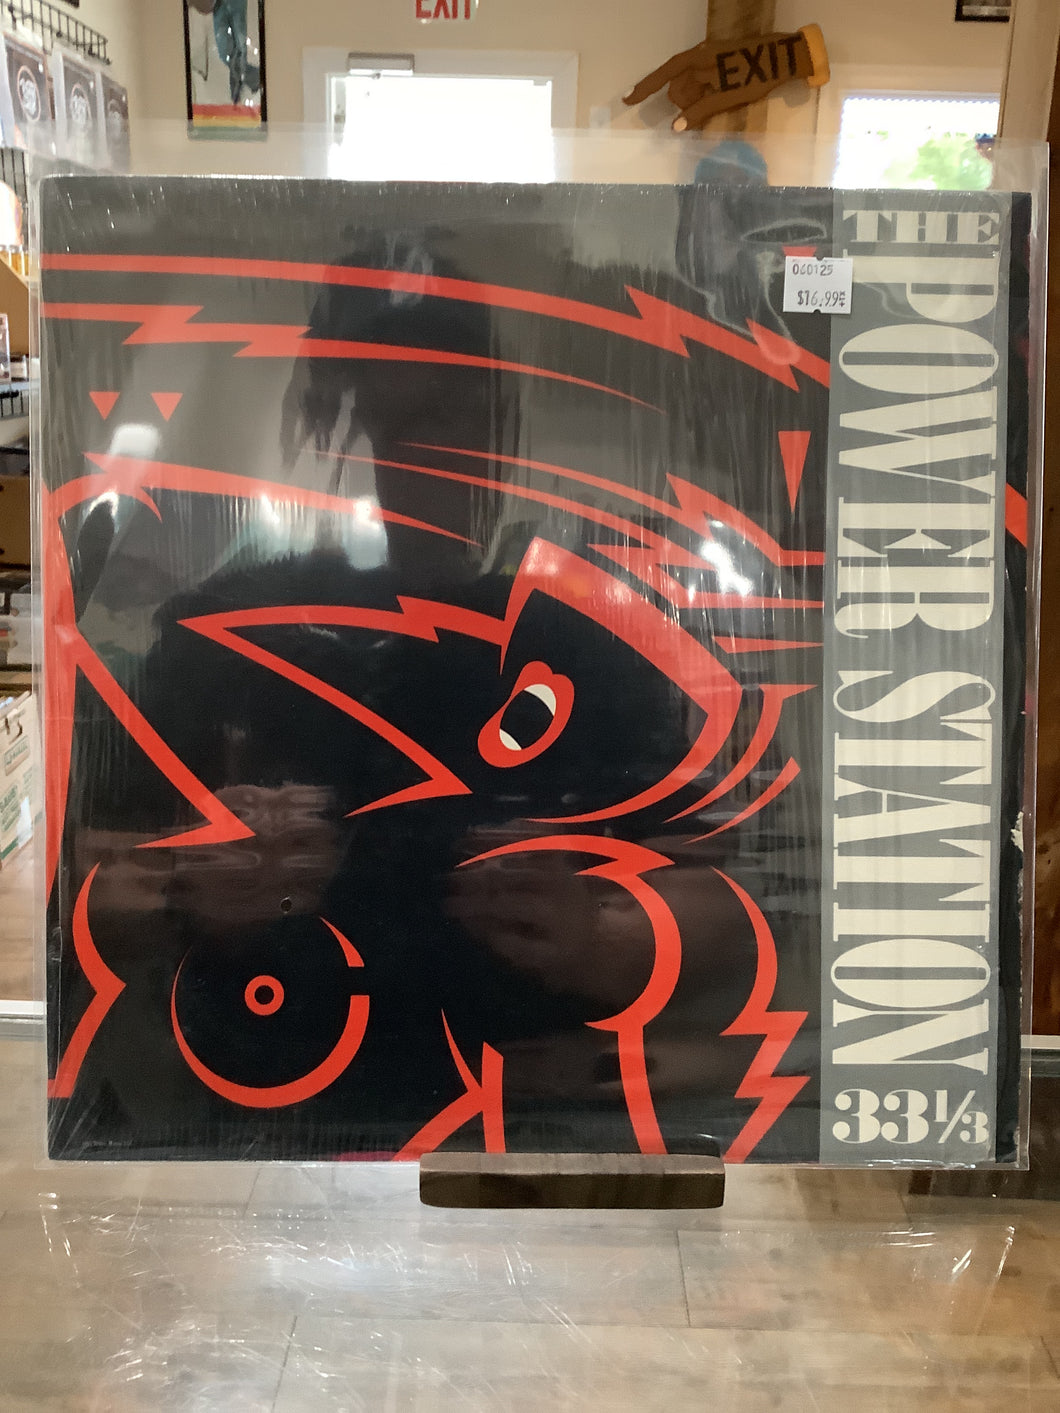 EXIT
EXIT
060125
$16.99
THE POWER STATION 33⅓